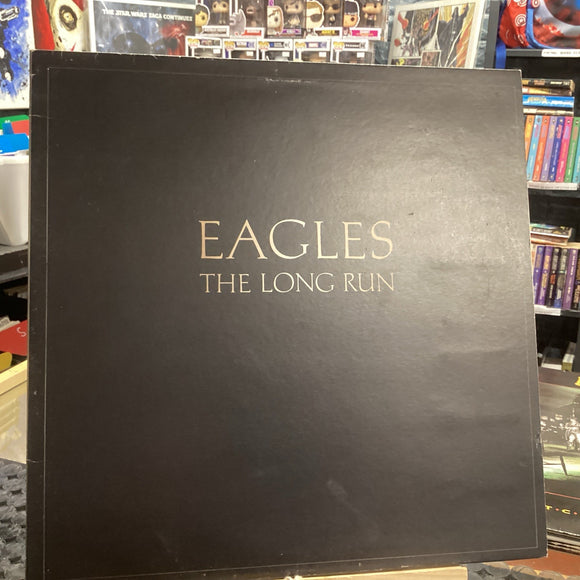 THE STAR WARS SAGA CONTINUES
EAGLES
THE LONG RUN